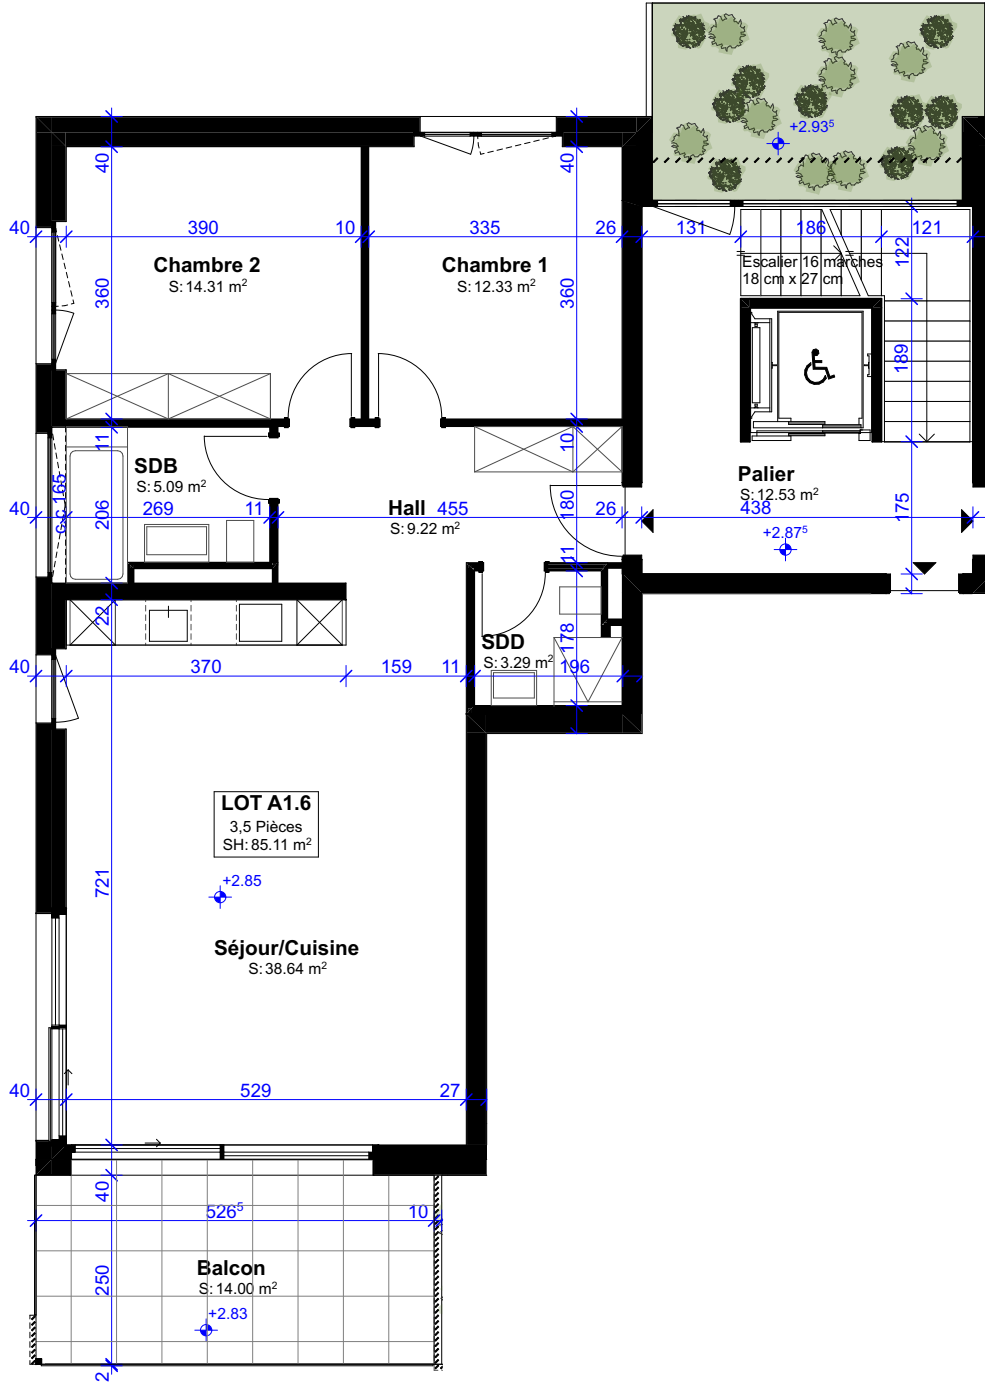 +2.93⁵
40
40
40
390
10
335
26
131
186
121
122
Chambre 2
S: 14.31 m²
Chambre 1
S: 12.33 m²
Escalier 16 marches
18 cm x 27 cm
360
360
189
11
10
SDB
S: 5.09 m²
Palier
S: 12.53 m²
165
206
40
269
11
Hall
S: 9.22 m²
455
180
26
438
175
+2.87⁵
11
22
178
SDD
S: 3.29 m²
40
370
159
11
196
LOT A1.6
3,5 Pièces
SH: 85.11 m²
721
+2.85
Séjour/Cuisine
S: 38.64 m²
40
529
27
40
526⁵
10
250
Balcon
S: 14.00 m²
+2.83
2